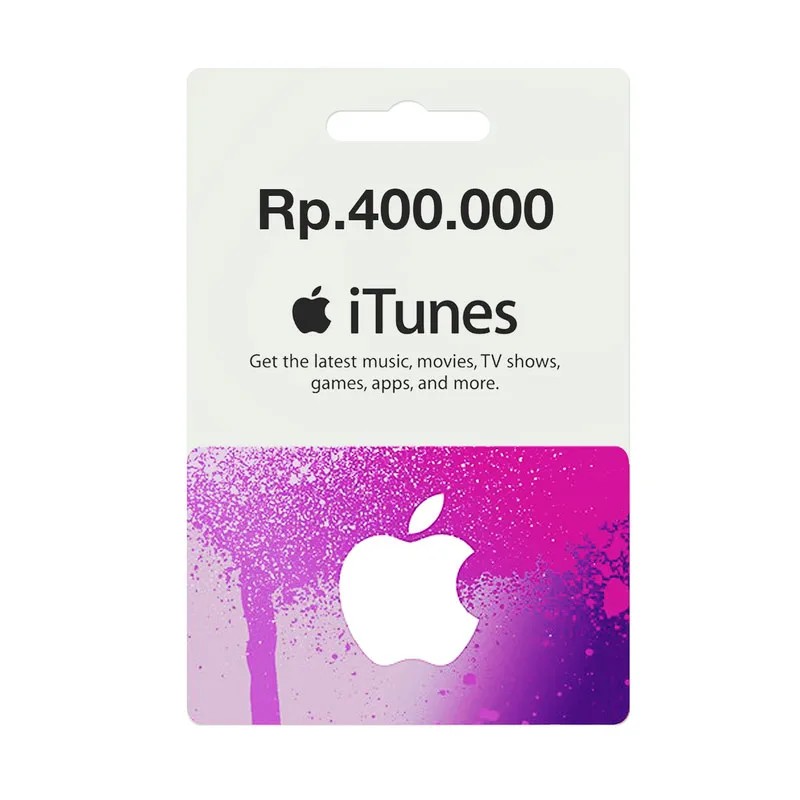 Rp.400.000
iTunes
Get the latest music, movies, TV shows,
games, apps, and more.